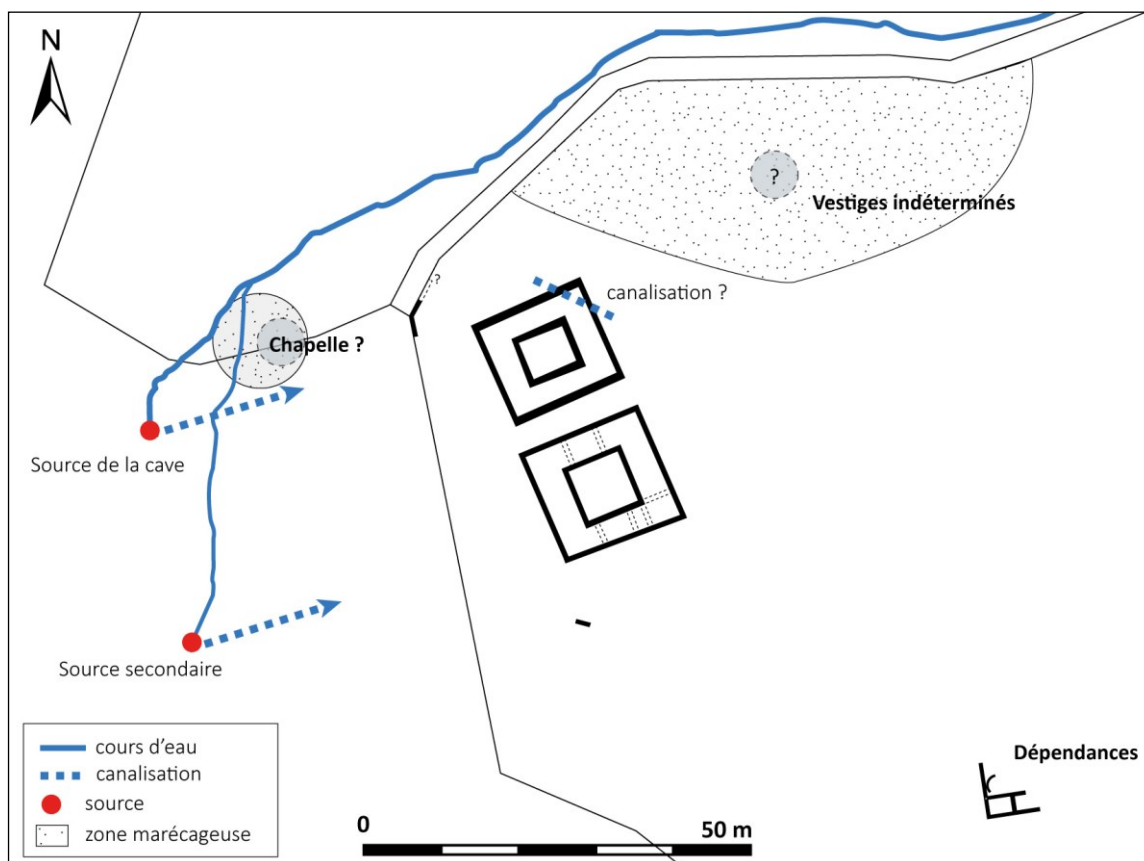 N
?
Vestiges indéterminés
?
canalisation ?
Chapelle ?
Source de la cave
Source secondaire
cours d'eau
canalisation
source
zone marécageuse
Dépendances
0
50 m